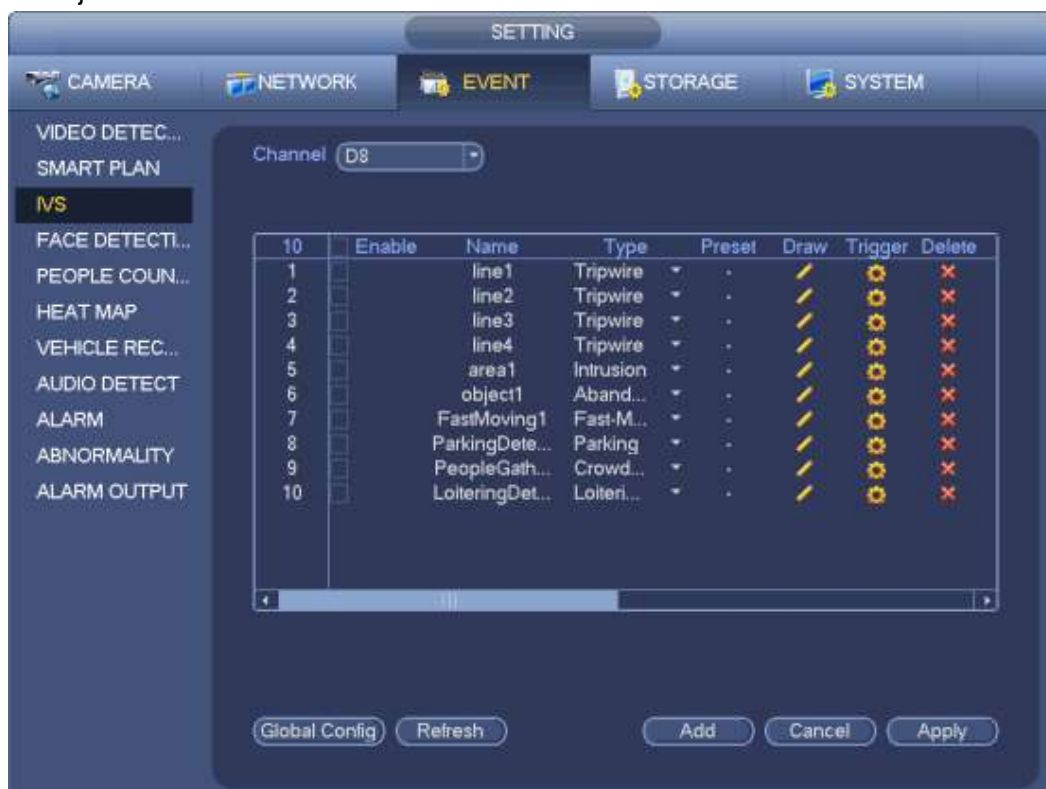 SETTING
CAMERA NETWORK EVENT STORAGE SYSTEM
VIDEO DETEC...
SMART PLAN
IVS
FACE DETECTI...
PEOPLE COUN...
HEAT MAP
VEHICLE REC...
AUDIO DETECT
ALARM
ABNORMALITY
ALARM OUTPUT
Channel D8
10 Enable Name Type Preset Draw Trigger Delete
1 line1 Tripwire
2 line2 Tripwire
3 line3 Tripwire
4 line4 Tripwire
5 area1 Intrusion
6 object1 Aband...
7 FastMoving1 Fast-M...
8 ParkingDete... Parking
9 PeopleGath... Crowd...
10 LoiteringDet... Loiteri...
Global Config Refresh Add Cancel Apply